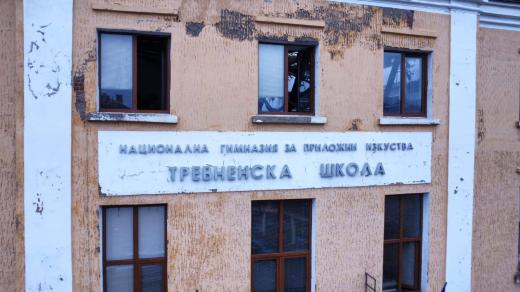 НАЦИОНАЛНА ГИМНАЗИЯ ЗА ПРИЛОЖНИ ИЗКУСТВА
ТРЕВНЕНСКА ШКОЛА